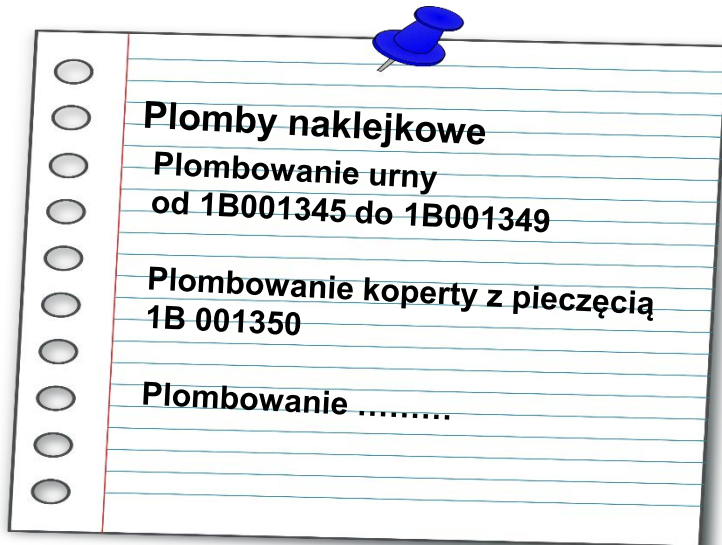 Plomby naklejkowe
Plombowanie urny
od 1B001345 do 1B001349
Plombowanie koperty z pieczęcią
1B 001350
Plombowanie ………